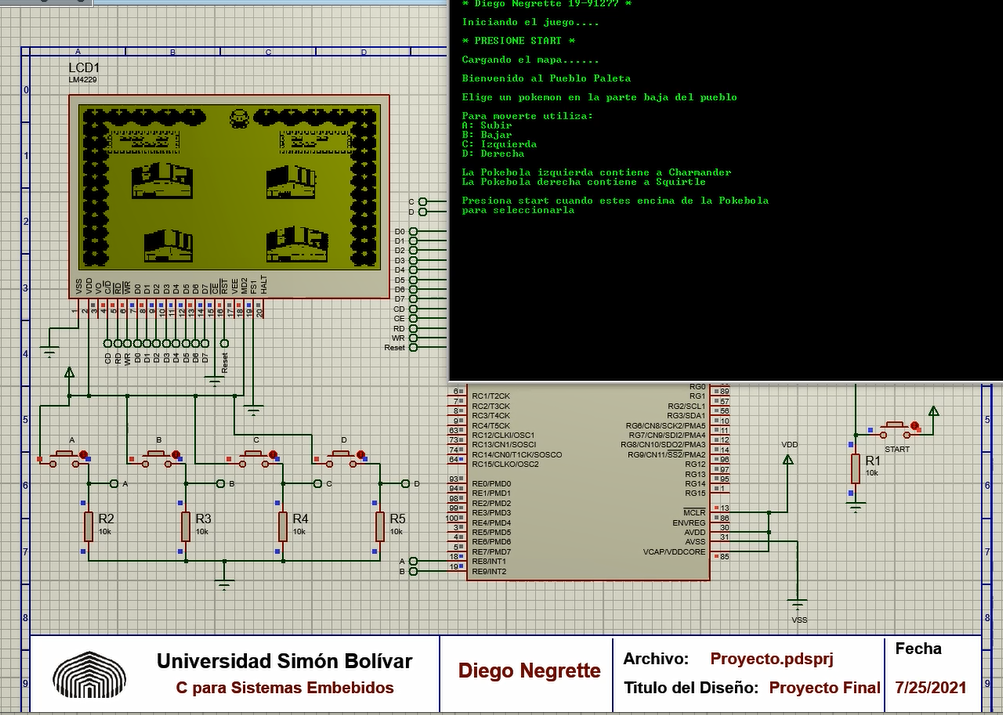 * Diego Negrette 19-91277 *
Iniciando el juego....
* PRESIONE START *
Cargando el mapa......
Bienvenido al Pueblo Paleta
Elige un pokemon en la parte baja del pueblo
Para moverte utiliza:
A: Subir
B: Bajar
C: Izquierda
D: Derecha
La Pokebola izquierda contiene a Charmander
La Pokebola derecha contiene a Squirtle
Presiona start cuando estes encima de la Pokebola
para seleccionarla
A B C D
0
1
2
3
4
5
6
7
8
9
LCD1
LM4229
VSS
VDD
VO
C/D
RD
WR
D0
D1
D2
D3
D4
D5
D6
D7
CE
RST
VEE
MD2
FS1
HALT
1 2 3 4 5 6 7 8 9 10 11 12 13 14 15 16 17 18 19 20
CD
RD
WR
D0
D1
D2
D3
D4
D5
D6
D7
Reset
C
D
D0
D1
D2
D3
D4
D5
D6
D7
CD
CE
RD
WR
Reset
A
B
C
D
A
B
C
D
R2
10k
R3
10k
R4
10k
R5
10k
A
B
6 RC1/T2CK
7 RC2/T3CK
8 RC3/T4CK
9 RC4/T5CK
63 RC12/CLKI/OSC1
73 RC13/CN1/SOSCI
74 RC14/CN0/T1CK/SOSCO
64 RC15/CLKO/OSC2
93 RE0/PMD0
94 RE1/PMD1
98 RE2/PMD2
99 RE3/PMD3
100 RE4/PMD4
3 RE5/PMD5
4 RE6/PMD6
5 RE7/PMD7
18 RE8/INT1
19 RE9/INT2
RG0
RG1 89
RG2/SCL1 57
RG3/SDA1 56
RG6/CN8/SCK2/PMA5 10
RG7/CN9/SDI2/PMA4 11
RG8/CN10/SDO2/PMA3 12
RG9/CN11/SS2/PMA2 14
RG12 96
RG13 97
RG14 95
RG15 1
MCLR 13
ENVREG 86
AVDD 30
AVSS 31
VCAP/VDDCORE 85
VDD
VSS
START
R1
10k
5
6
7
8
9
Universidad Simón Bolívar
C para Sistemas Embebidos
Diego Negrette
Archivo: Proyecto.pdsprj
Titulo del Diseño: Proyecto Final
Fecha
7/25/2021